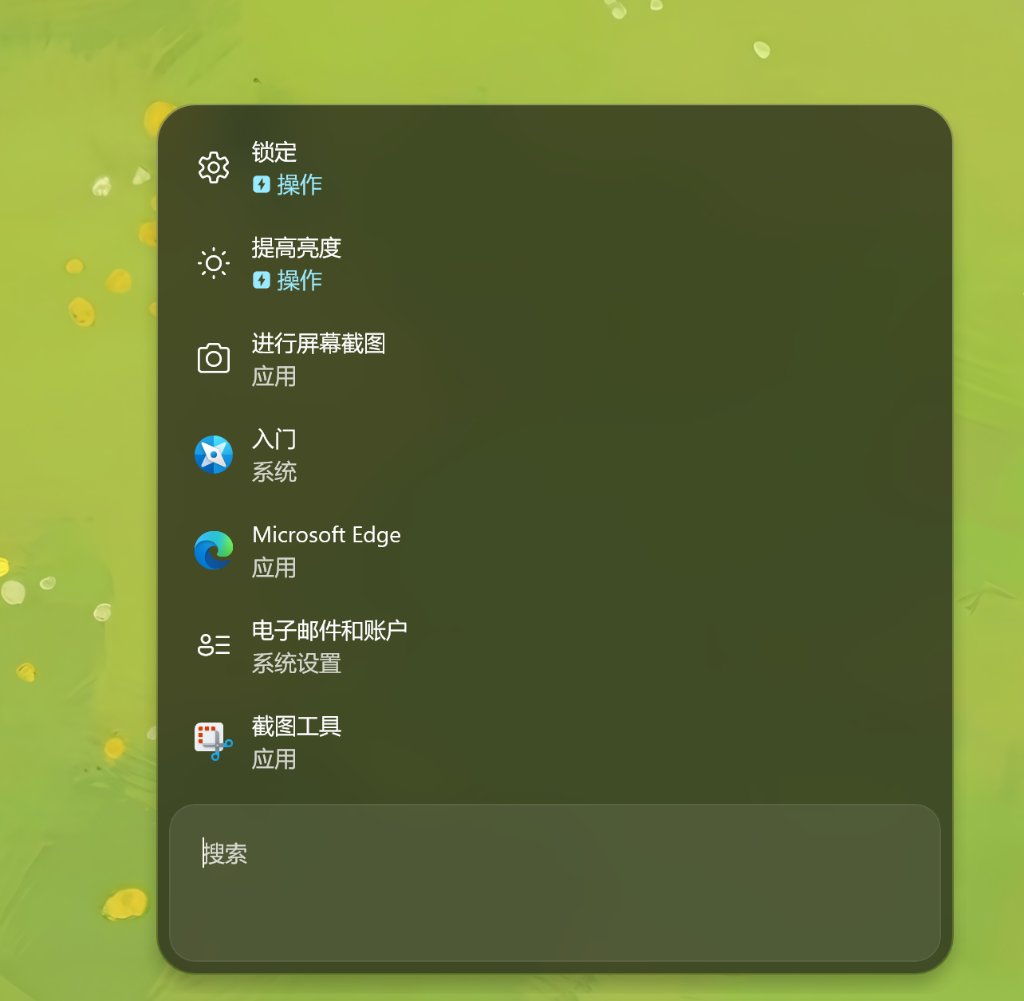 锁定
操作
提高亮度
操作
进行屏幕截图
应用
入门
系统
Microsoft Edge
应用
电子邮件和账户
系统设置
截图工具
应用
搜索